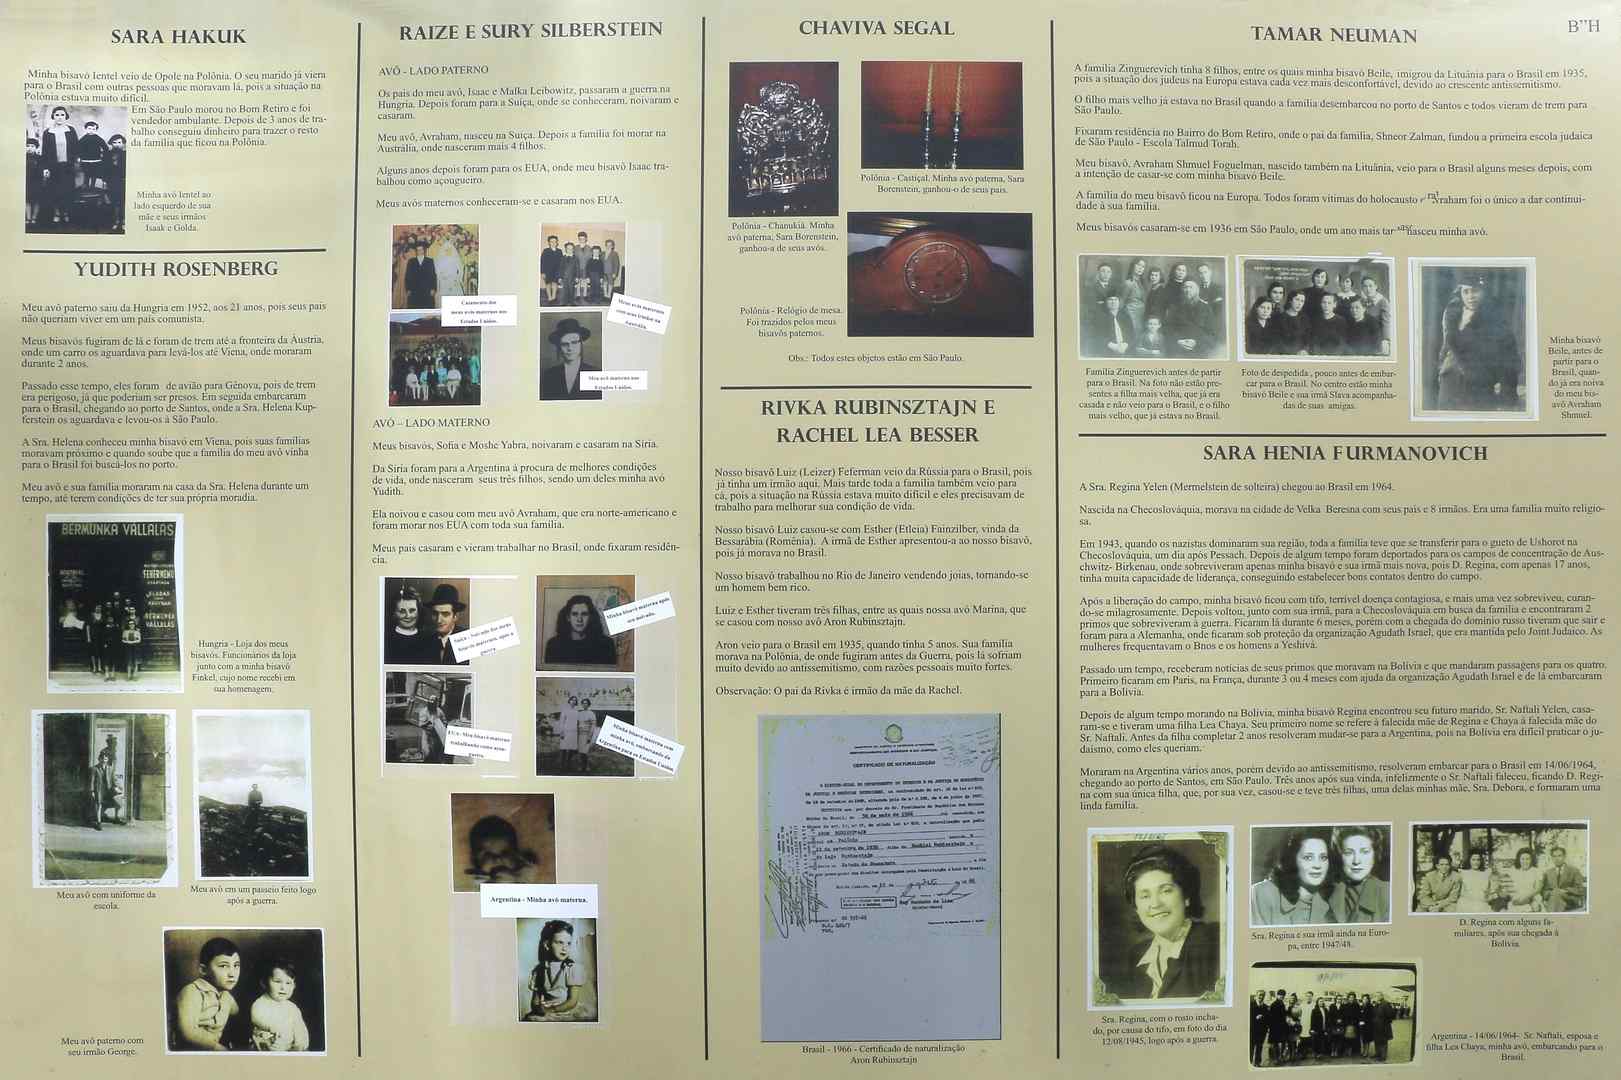 SARA HAKUK
Minha bisavó Ientel veio de Opole na Polônia. O seu marido já viera
para o Brasil com outras pessoas que moravam lá, pois a situação na
Polônia estava muito difícil.
Em São Paulo morou no Bom Retiro e foi
vendedor ambulante. Depois de 3 anos de tra-
balho conseguiu dinheiro para trazer o resto
da família que ficou na Polônia.
Minha avó Ientel ao
lado esquerdo de sua
mãe e seus irmãos
Isaak e Golda.
YUDITH ROSENBERG
Meu avô paterno saiu da Hungria em 1952, aos 21 anos, pois seus pais
não queriam viver em um país comunista.
Meus bisavós fugiram de lá e foram de trem até a fronteira da Áustria,
onde um carro os aguardava para levá-los até Viena, onde moraram
durante 2 anos.
Passado esse tempo, eles foram de avião para Gênova, pois de trem
era perigoso, já que poderiam ser presos. Em seguida embarcaram
para o Brasil, chegando ao porto de Santos, onde a Sra. Helena Kup-
ferstein os aguardava e levou-os à São Paulo.
A Sra. Helena conheceu minha bisavó em Viena, pois suas famílias
moravam próximo e quando soube que a família do meu avô vinha
para o Brasil foi buscá-los no porto.
Meu avô e sua família moraram na casa da Sra. Helena durante um
tempo, até terem condições de ter sua própria moradia.
BERMUNKA VALLALAS
FEHERNEMÜ
Hungria - Loja dos meus
bisavós. Funcionários da loja
junto com a minha bisavó
Finkel, cujo nome recebi em
sua homenagem.
Meu avô com uniforme da
escola.
Meu avô em um passeio feito logo
após a guerra.
Meu avô paterno com
seu irmão George.
RAIZE E SURY SILBERSTEIN
AVÔ - LADO PATERNO
Os pais do meu avô, Isaac e Malka Leibowitz, passaram a guerra na
Hungria. Depois foram para a Suíça, onde se conheceram, noivaram e
casaram.
Meu avô, Avraham, nasceu na Suíça. Depois a família foi morar na
Austrália, onde nasceram mais 4 filhos.
Alguns anos depois foram para os EUA, onde meu bisavô Isaac tra-
balhou como açougueiro.
Meus avós maternos conheceram-se e casaram nos EUA.
Casamento dos
meus avós maternos nos
Estados Unidos.
Meu avô materno
com seus irmãos na
Austrália.
Meu avô materno nos
Estados Unidos.
AVÓ – LADO MATERNO
Meus bisavós, Sofia e Moshe Yabra, noivaram e casaram na Síria.
Da Síria foram para a Argentina à procura de melhores condições
de vida, onde nasceram seus três filhos, sendo um deles minha avó
Yudith.
Ela noivou e casou com meu avô Avraham, que era norte-americano e
foram morar nos EUA com toda sua família.
Meus pais casaram e vieram trabalhar no Brasil, onde fixaram residên-
cia.
Suíça - Noivado dos meus
bisavós maternos, após a
guerra
Minha bisavó materna após
seu noivado.
EUA - Meu bisavô materno
trabalhando como açou-
gueiro
Minha bisavó materna com
minha avó, embarcando da
Argentina para os Estados Unidos
Argentina - Minha avó materna.
CHAVIVA SEGAL
Polônia - Chanukiá. Minha
avó paterna, Sara Borenstein,
ganhou-a de seus avós.
Polônia - Castiçal. Minha avó paterna, Sara
Borenstein, ganhou-o de seus pais.
Polônia - Relógio de mesa.
Foi trazidos pelos meus
bisavós paternos.
Obs.: Todos estes objetos estão em São Paulo.
RIVKA RUBINSZTAJN E
RACHEL LEA BESSER
Nosso bisavô Luiz (Leizer) Feferman veio da Rússia para o Brasil, pois
já tinha um irmão aqui. Mais tarde toda a família também veio para
cá, pois a situação na Rússia estava muito difícil e eles precisavam de
trabalho para melhorar sua condição de vida.
Nosso bisavô Luiz casou-se com Esther (Etleia) Fainzilber, vinda da
Bessarábia (Romênia). A irmã de Esther apresentou-a ao nosso bisavô,
pois já morava no Brasil.
Nosso bisavô trabalhou no Rio de Janeiro vendendo joias, tornando-se
um homem bem rico.
Luiz e Esther tiveram três filhas, entre as quais nossa avó Marina, que
se casou com nosso avô Aron Rubinsztajn.
Aron veio para o Brasil em 1935, quando tinha 5 anos. Sua família
morava na Polônia, de onde fugiram antes da Guerra, pois lá sofriam
muito devido ao antissemitismo, com razões pessoais muito fortes.
Observação: O pai da Rivka é irmão da mãe da Rachel.
CERTIFICADO DE NATURALIZAÇÃO
30 de maio de 1966
ARON RUBINSZTAJN
Polônia
Brasil - 1966 - Certificado de naturalização
Aron Rubinsztajn
B"H
TAMAR NEUMAN
A família Zinguerevich tinha 8 filhos, entre os quais minha bisavó Beile, imigrou da Lituânia para o Brasil em 1935,
pois a situação dos judeus na Europa estava cada vez mais desconfortável, devido ao crescente antissemitismo.
O filho mais velho já estava no Brasil quando a família desembarcou no porto de Santos e todos vieram de trem para
São Paulo.
Fixaram residência no Bairro do Bom Retiro, onde o pai da família, Shneor Zalman, fundou a primeira escola judaica
de São Paulo - Escola Talmud Torah.
Meu bisavô, Avraham Shmuel Foguelman, nascido também na Lituânia, veio para o Brasil alguns meses depois, com
a intenção de casar-se com minha bisavó Beile.
A família do meu bisavô ficou na Europa. Todos foram vítimas do holocausto foi o único a dar continui-
dade à sua família.
Meus bisavós casaram-se em 1936 em São Paulo, onde um ano mais nasceu minha avó.
Família Zinguerevich antes de partir
para o Brasil. Na foto não estão pre-
sentes a filha mais velha, que já era
casada e não veio para o Brasil, e o filho
mais velho, que já estava no Brasil.
Foto de despedida , pouco antes de embar-
car para o Brasil. No centro estão minha
bisavó Beile e sua irmã Slava acompanha-
das de suas amigas.
Minha bisavó
Beile, antes de
partir para o
Brasil, quan-
do já era noiva
do meu bis-
avô Avraham
Shmuel.
SARA HENIA FURMANOVICH
A Sra. Regina Yelen (Mermelstein de solteira) chegou ao Brasil em 1964.
Nascida na Checoslováquia, morava na cidade de Velka Beresna com seus pais e 8 irmãos. Era uma família muito religio-
sa.
Em 1943, quando os nazistas dominaram sua região, toda a família teve que se transferir para o gueto de Ushorot na
Checoslováquia, um dia após Pessach. Depois de algum tempo foram deportados para os campos de concentração de Aus-
chwitz- Birkenau, onde sobreviveram apenas minha bisavó e sua irmã mais nova, pois D. Regina, com apenas 17 anos,
tinha muita capacidade de liderança, conseguindo estabelecer bons contatos dentro do campo.
Após a liberação do campo, minha bisavó ficou com tifo, terrível doença contagiosa, e mais uma vez sobreviveu, curan-
do-se milagrosamente. Depois voltou, junto com sua irmã, para a Checoslováquia em busca da família e encontraram 2
primos que sobreviveram à guerra. Ficaram lá durante 6 meses, porém com a chegada do domínio russo tiveram que sair e
foram para a Alemanha, onde ficaram sob proteção da organização Agudath Israel, que era mantida pelo Joint Judaico. As
mulheres frequentavam o Bnos e os homens a Yeshivá.
Passado um tempo, receberam notícias de seus primos que moravam na Bolívia e que mandaram passagens para os quatro.
Primeiro ficaram em Paris, na França, durante 3 ou 4 meses com ajuda da organização Agudath Israel e de lá embarcaram
para a Bolívia.
Depois de algum tempo morando na Bolívia, minha bisavó Regina encontrou seu futuro marido, Sr. Naftali Yelen, casa-
ram-se e tiveram uma filha Lea Chaya. Seu primeiro nome se refere à falecida mãe de Regina e Chaya à falecida mãe do
Sr. Naftali. Antes da filha completar 2 anos resolveram mudar-se para a Argentina, pois na Bolívia era difícil praticar o ju-
daísmo, como eles queriam.
Moraram na Argentina vários anos, porém devido ao antissemitismo, resolveram embarcar para o Brasil em 14/06/1964,
chegando ao porto de Santos, em São Paulo. Três anos após sua vinda, infelizmente o Sr. Naftali faleceu, ficando D. Regi-
na com sua única filha, que, por sua vez, casou-se e teve três filhas, uma delas minhas mãe, Sra. Debora, e formaram uma
linda família.
Sra. Regina, com o rosto incha-
do, por causa do tifo, em foto do dia
12/08/1945, logo após a guerra.
Sra. Regina e sua irmã ainda na Euro-
pa, entre 1947/48.
D. Regina com alguns fa-
miliares, após sua chegada à
Bolívia.
Argentina - 14/06/1964- Sr. Naftali, esposa e
filha Lea Chaya, minha avó, embarcando para o
Brasil.